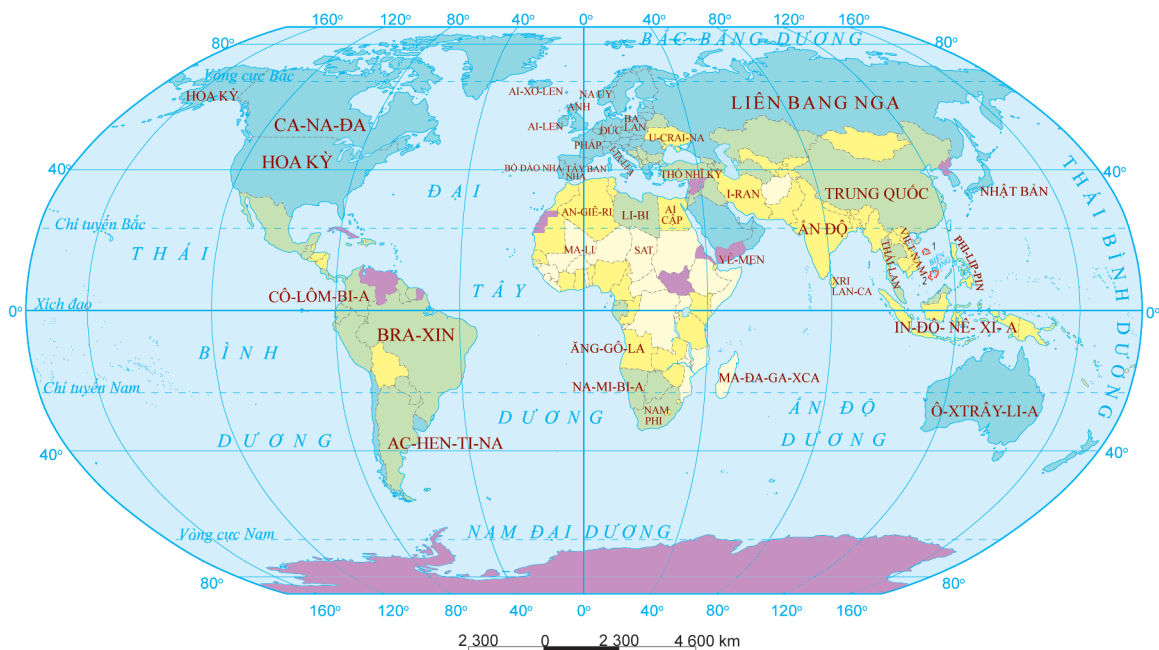 160° 120° 80° 40° 0° 40° 80° 120° 160°
80° 80°
BẮC BĂNG DƯƠNG
Vòng cực Bắc
HOA KỲ
AI-XƠ-LEN
NA UY
ANH
LIÊN BANG NGA
CA-NA-ĐA
AI-LEN
BA LAN
ĐỨC
U-CRAI-NA
PHÁP
I-TA-LI-A
HOA KỲ
40° 40°
BỒ ĐÀO NHA
TÂY BAN
NHA
THỔ NHĨ KỲ
I-RAN
TRUNG QUỐC
NHẬT BẢN
ĐẠI
THÁI BÌNH DƯƠNG
Chí tuyến Bắc
AN-GIÊ-RI
LI-BI
AI
CẬP
ẤN ĐỘ
THÁI
MA-LI
SAT
YÊ-MEN
THÁI LAN
VIỆT NAM
1
2
PHI-LIP-PIN
XRI
LAN-CA
TÂY
CÔ-LÔM-BI-A
Xích đạo
0° 0°
BRA-XIN
IN-ĐÔ- NÊ- XI- A
BÌNH
ĂNG-GÔ-LA
Chí tuyến Nam
NA-MI-BI-A
MA-ĐA-GA-XCA
NAM
PHI
DƯƠNG
ẤN ĐỘ
DƯƠNG
Ô-XTRÂY-LI-A
DƯƠNG
AC-HEN-TI-NA
40° 40°
Vòng cực Nam
NAM ĐẠI DƯƠNG
80° 80°
160° 120° 80° 40° 0° 40° 80° 120° 160°
2 300 0 2 300 4 600 km